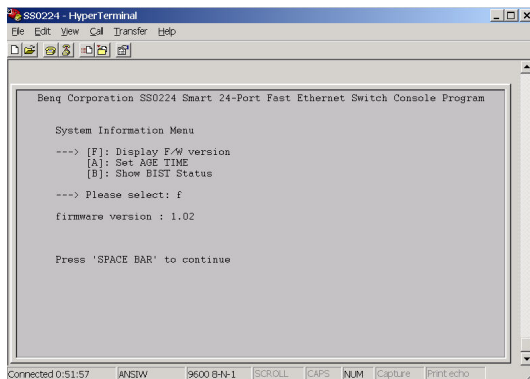 SS0224 - HyperTerminal
File Edit View Call Transfer Help
Benq Corporation SS0224 Smart 24-Port Fast Ethernet Switch Console Program
System Information Menu
---> [F]: Display F/W version
[A]: Set AGE TIME
[B]: Show BIST Status
---> Please select: f
firmware version : 1.02
Press 'SPACE BAR' to continue
Connected 0:51:57 ANSIW 9600 8-N-1 SCROLL CAPS NUM Capture Print echo